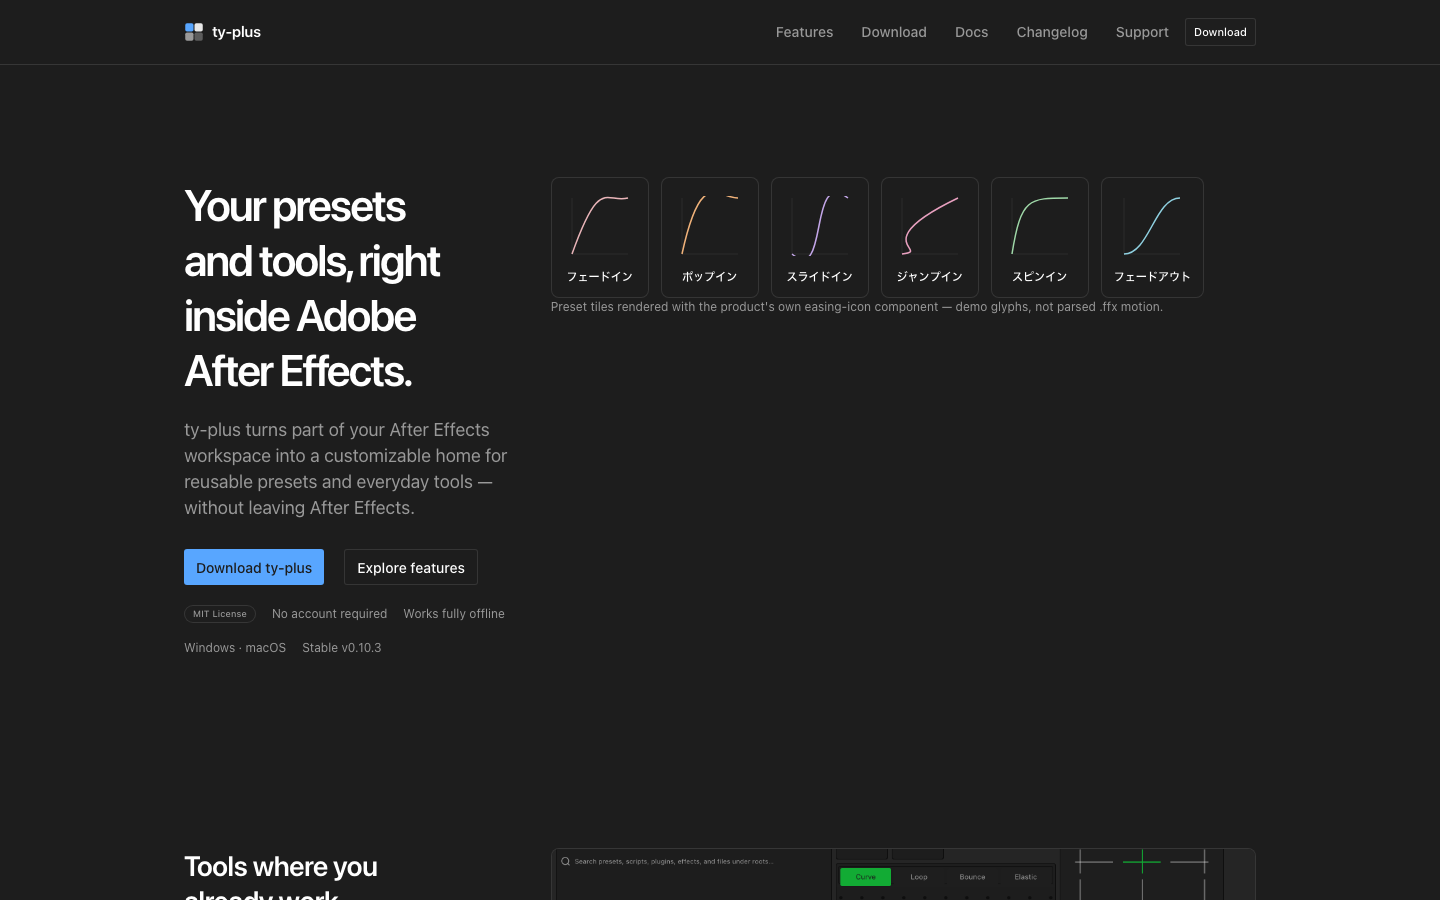 ty-plus
Features
Download
Docs
Changelog
Support
Download
Your presets
and tools, right
inside Adobe
After Effects.
ty-plus turns part of your After Effects
workspace into a customizable home for
reusable presets and everyday tools —
without leaving After Effects.
Download ty-plus
Explore features
MIT License
No account required
Works fully offline
Windows · macOS
Stable v0.10.3
フェードイン
ポップイン
スライドイン
ジャンプイン
スピンイン
フェードアウト
Preset tiles rendered with the product's own easing-icon component — demo glyphs, not parsed .ffx motion.
Tools where you
already work
Search presets, scripts, plugins, effects, and files under roots...
Curve
Loop
Bounce
Elastic